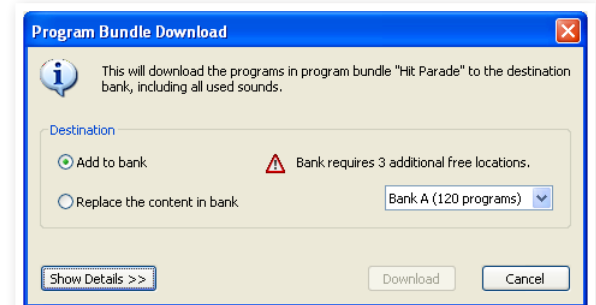 Program Bundle Download
This will download the programs in program bundle "Hit Parade" to the destination
bank, including all used sounds.
Destination
Add to bank
Bank requires 3 additional free locations.
Replace the content in bank
Bank A (120 programs)
Show Details >>
Download
Cancel